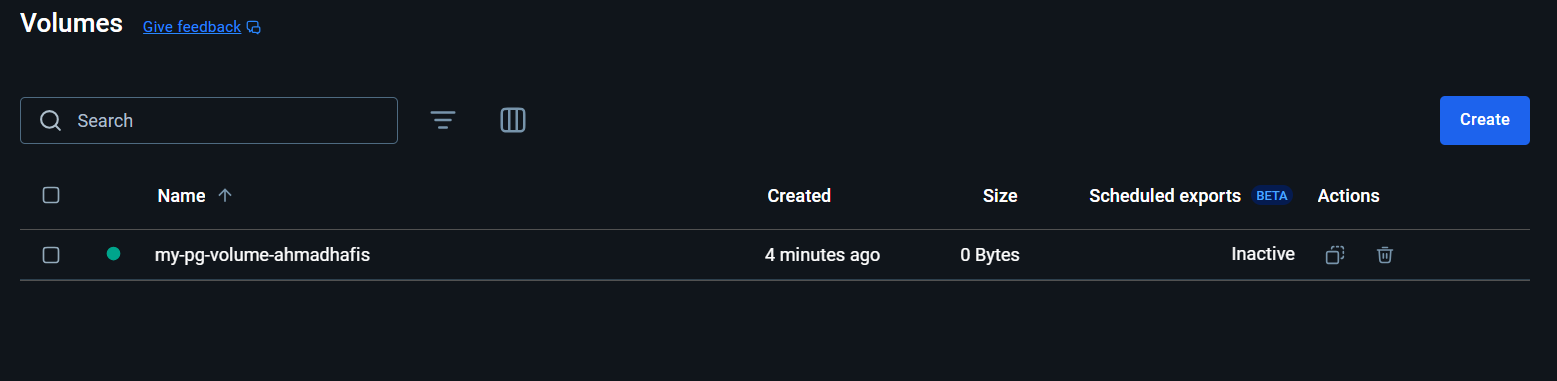 Volumes Give feedback
Search
Create
Name Created Size Scheduled exports BETA Actions
my-pg-volume-ahmadhafis 4 minutes ago 0 Bytes Inactive